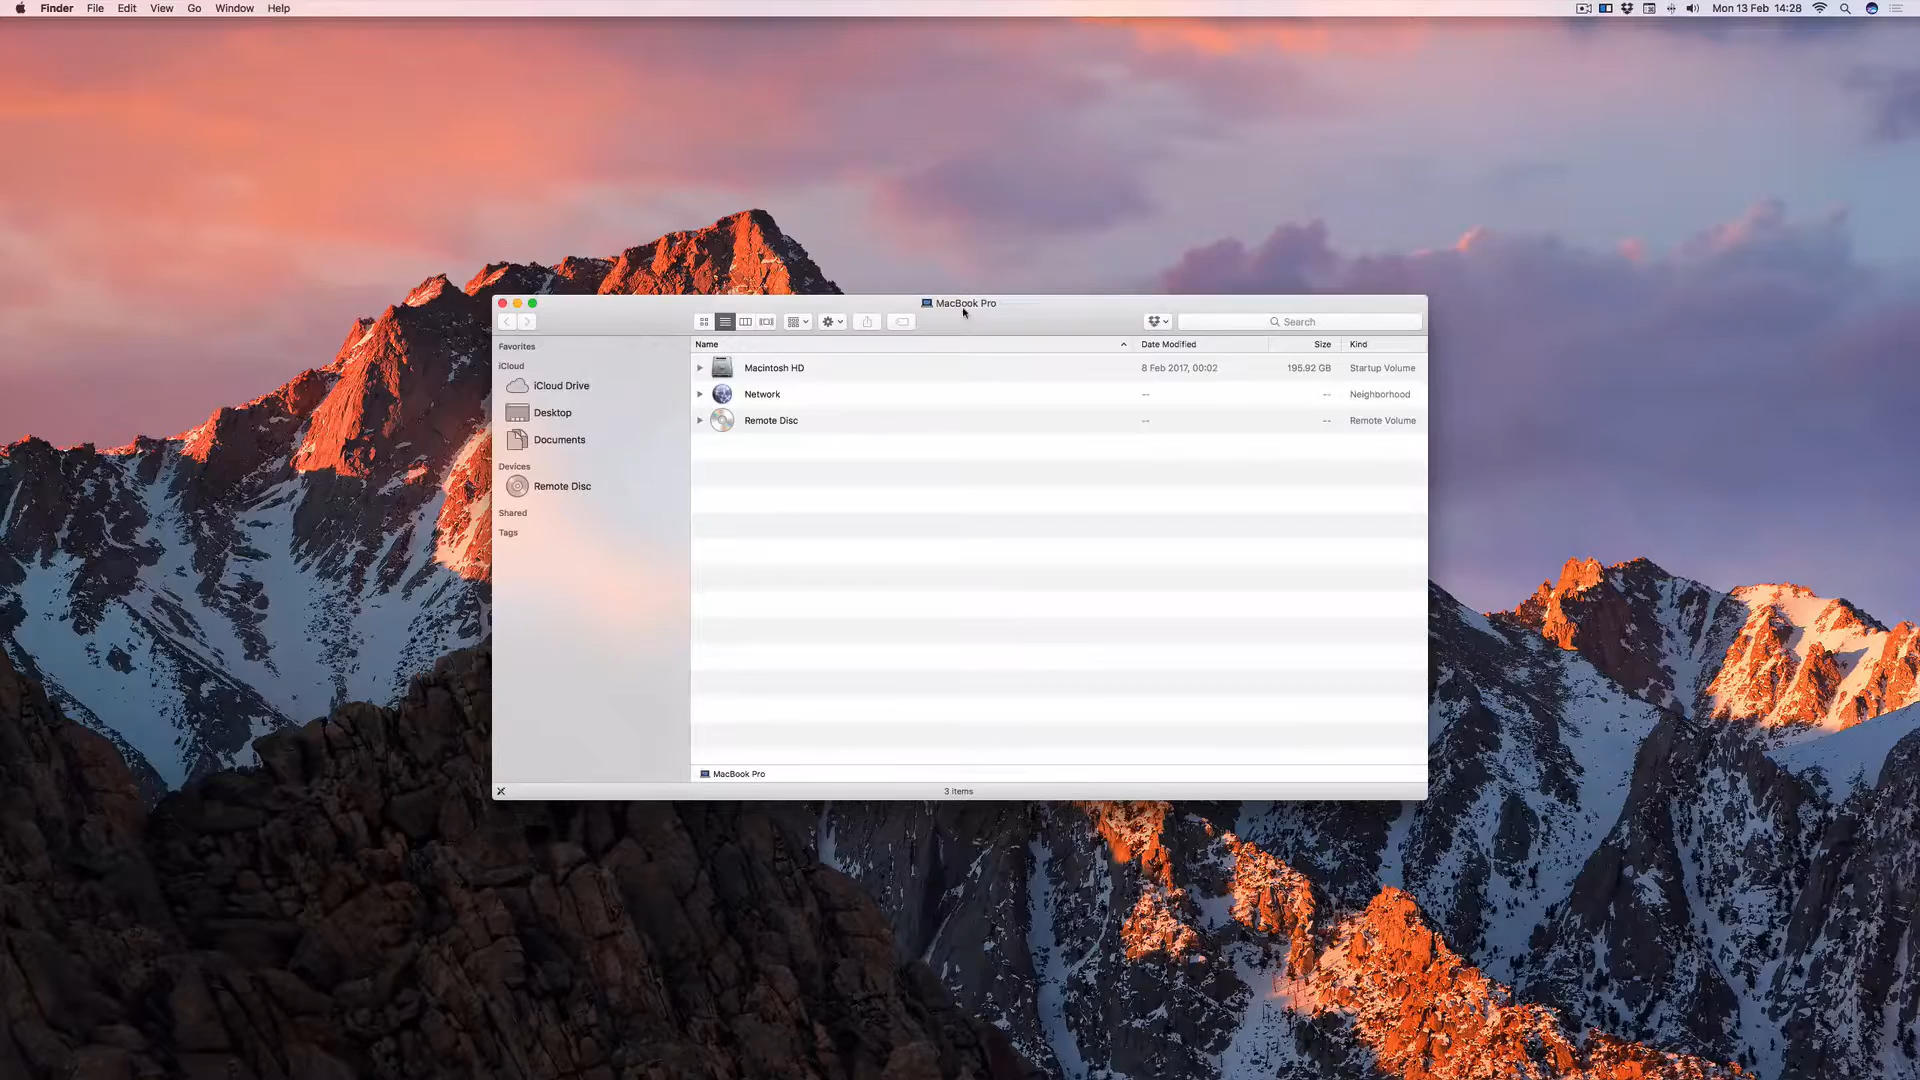 Finder File Edit View Go Window Help Mon 13 Feb 14:28
MacBook Pro
Search
Favorites
iCloud
iCloud Drive
Desktop
Documents
Devices
Remote Disc
Shared
Tags
Name Date Modified Size Kind
Macintosh HD 8 Feb 2017, 00:02 195.92 GB Startup Volume
Network -- -- Neighborhood
Remote Disc -- -- Remote Volume
MacBook Pro
3 items